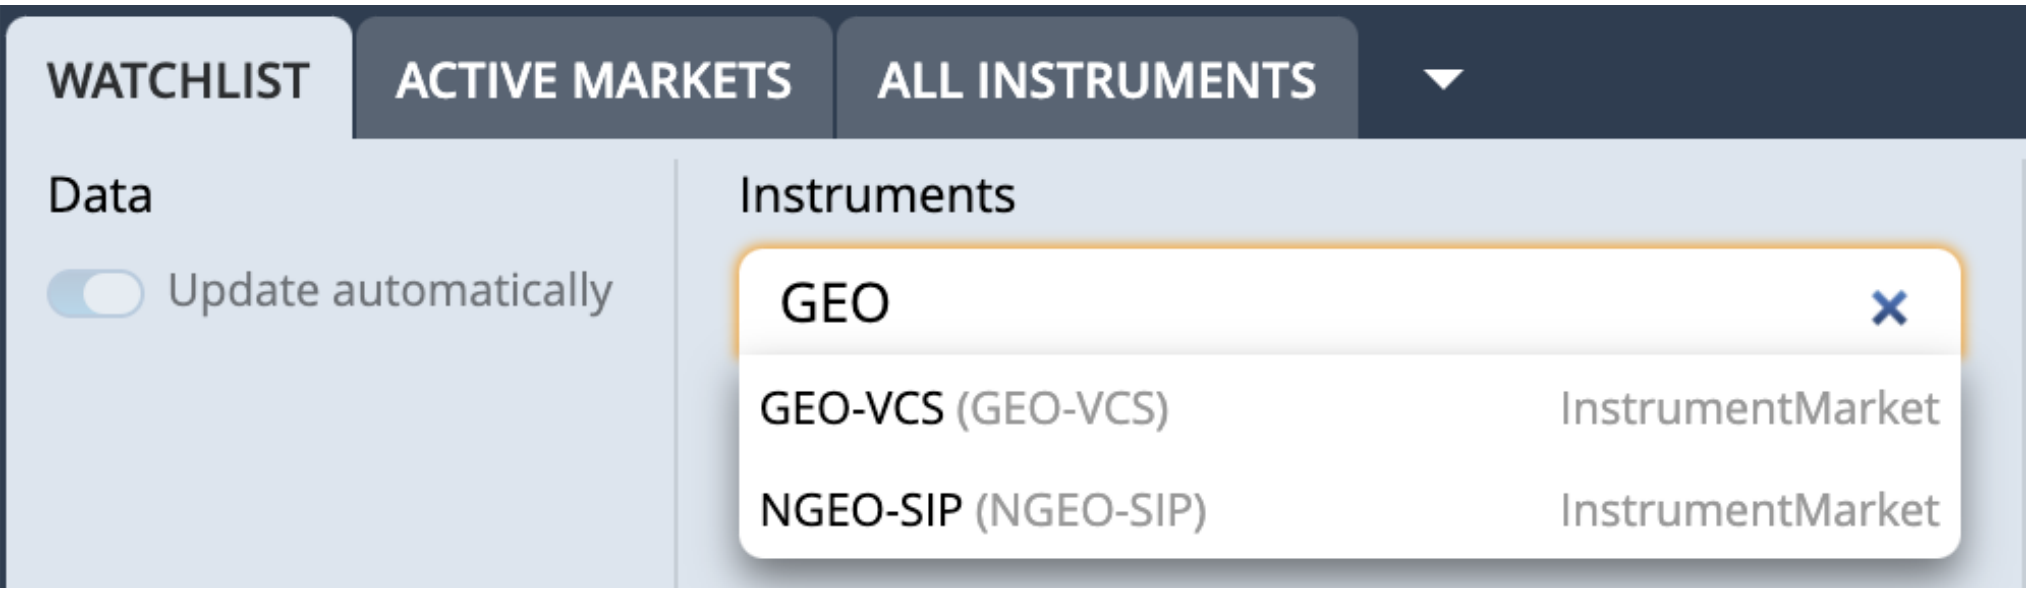 WATCHLIST ACTIVE MARKETS ALL INSTRUMENTS
Data
Update automatically
Instruments
GEO
GEO-VCS (GEO-VCS) InstrumentMarket
NGEO-SIP (NGEO-SIP) InstrumentMarket